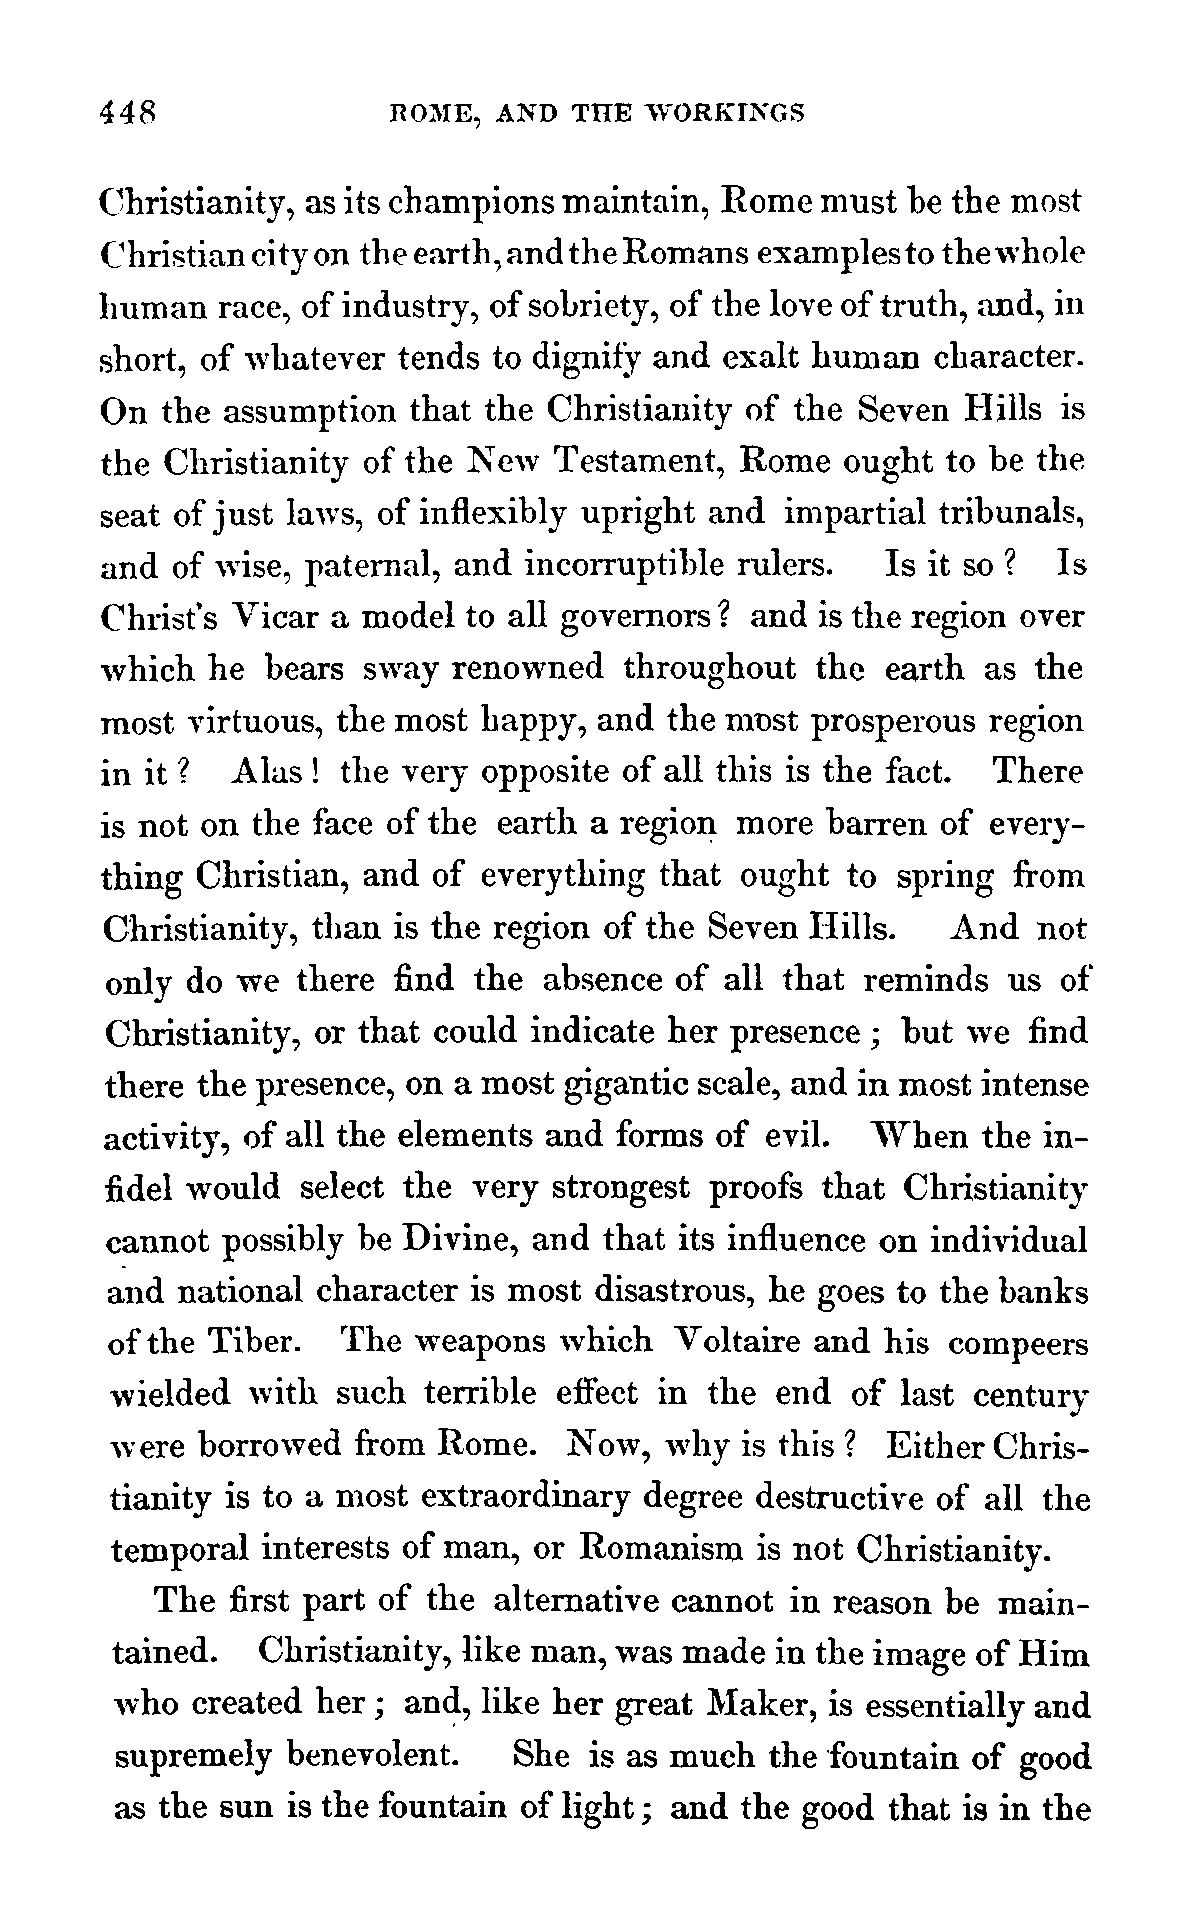 448 ROME, AND THE WORKINGS
Christianity, as its champions maintain, Rome must be the most
Christian city on the earth, and the Romans examples to the whole
human race, of industry, of sobriety, of the love of truth, and, in
short, of whatever tends to dignify and exalt human character.
On the assumption that the Christianity of the Seven Hills is
the Christianity of the New Testament, Rome ought to be the
seat of just laws, of inflexibly upright and impartial tribunals,
and of wise, paternal, and incorruptible rulers. Is it so ? Is
Christ's Vicar a model to all governors ? and is the region over
which he bears sway renowned throughout the earth as the
most virtuous, the most happy, and the most prosperous region
in it ? Alas ! the very opposite of all this is the fact. There
is not on the face of the earth a region more barren of every-
thing Christian, and of everything that ought to spring from
Christianity, than is the region of the Seven Hills. And not
only do we there find the absence of all that reminds us of
Christianity, or that could indicate her presence ; but we find
there the presence, on a most gigantic scale, and in most intense
activity, of all the elements and forms of evil. When the in-
fidel would select the very strongest proofs that Christianity
cannot possibly be Divine, and that its influence on individual
and national character is most disastrous, he goes to the banks
of the Tiber. The weapons which Voltaire and his compeers
wielded with such terrible effect in the end of last century
were borrowed from Rome. Now, why is this ? Either Chris-
tianity is to a most extraordinary degree destructive of all the
temporal interests of man, or Romanism is not Christianity.
The first part of the alternative cannot in reason be main-
tained. Christianity, like man, was made in the image of Him
who created her ; and, like her great Maker, is essentially and
supremely benevolent. She is as much the fountain of good
as the sun is the fountain of light ; and the good that is in the